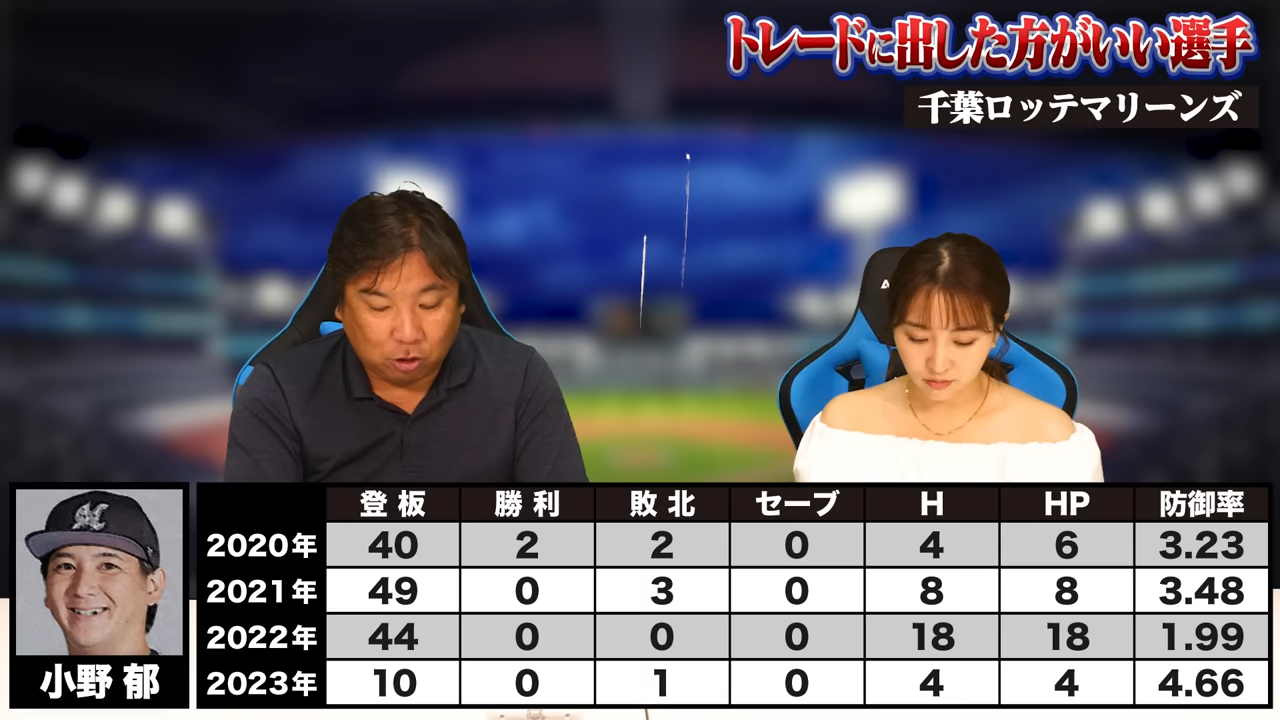 トレードに出した方がいい選手
千葉ロッテマリーンズ
登板 勝利 敗北 セーブ H HP 防御率
2020年 40 2 2 0 4 6 3.23
2021年 49 0 3 0 8 8 3.48
2022年 44 0 0 0 18 18 1.99
2023年 10 0 1 0 4 4 4.66
小野 郁